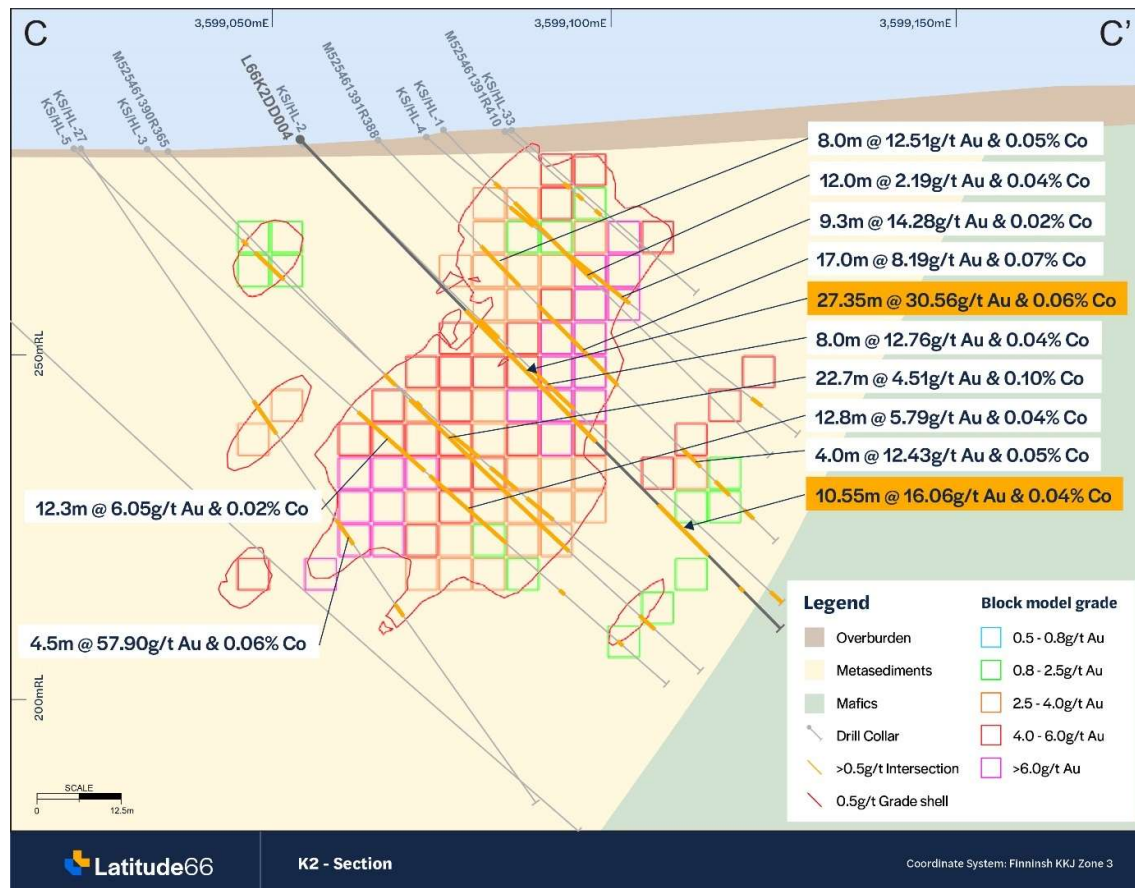 C
C'
3,599,050mE
3,599,100mE
3,599,150mE
KS/HL-5
KS/HL-27
KS/HL-3
M525461390R365
L66K2DD004
KS/HL-2
M525461391R388
KS/HL-4
KS/HL-1
M525461391R410
KS/HL-33
8.0m @ 12.51g/t Au & 0.05% Co
12.0m @ 2.19g/t Au & 0.04% Co
9.3m @ 14.28g/t Au & 0.02% Co
17.0m @ 8.19g/t Au & 0.07% Co
27.35m @ 30.56g/t Au & 0.06% Co
8.0m @ 12.76g/t Au & 0.04% Co
22.7m @ 4.51g/t Au & 0.10% Co
12.8m @ 5.79g/t Au & 0.04% Co
4.0m @ 12.43g/t Au & 0.05% Co
10.55m @ 16.06g/t Au & 0.04% Co
12.3m @ 6.05g/t Au & 0.02% Co
4.5m @ 57.90g/t Au & 0.06% Co
250mRL
200mRL
SCALE
0 12.5m
Legend
Overburden
Metasediments
Mafics
Drill Collar
>0.5g/t Intersection
0.5g/t Grade shell
Block model grade
0.5 - 0.8g/t Au
0.8 - 2.5g/t Au
2.5 - 4.0g/t Au
4.0 - 6.0g/t Au
>6.0g/t Au
Latitude66
K2 - Section
Coordinate System: Finninsh KKJ Zone 3